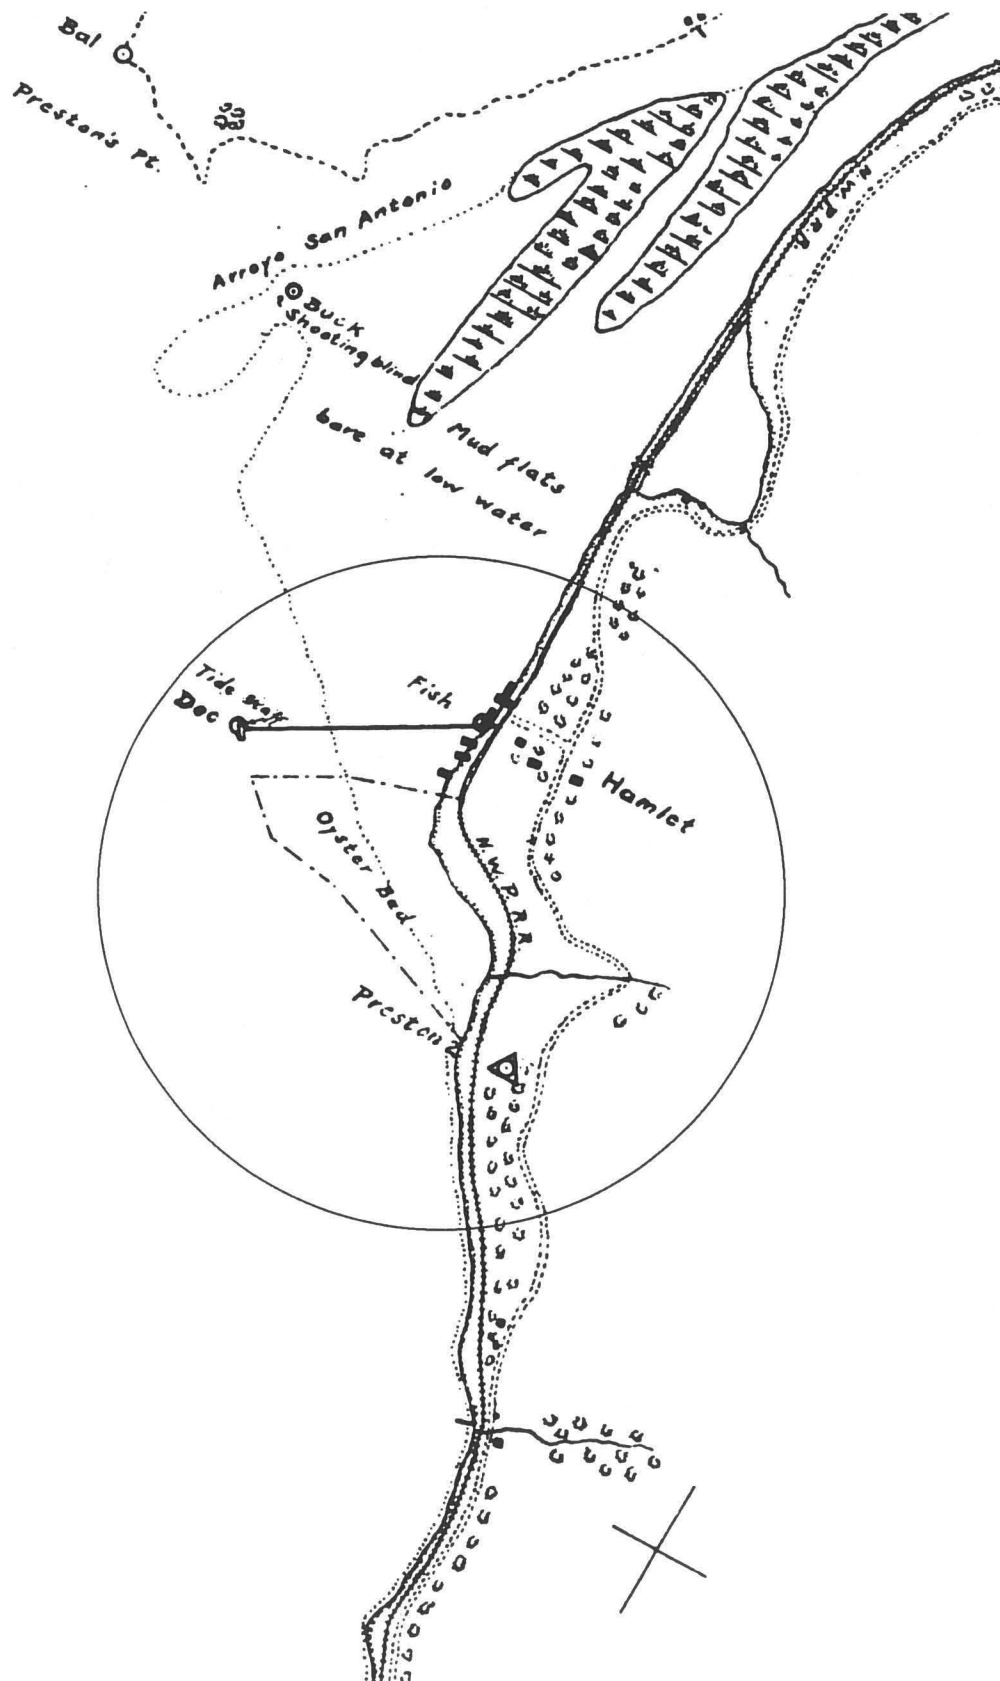 Bal
Preston's Pt.
Arroyo San Antonio
BUCK
Shooting blind
Mud flats
bare at low water
N W P R R
Tide staff
Doc
Fish
Hamlet
Oyster Bed
N. W. P. R. R.
Preston